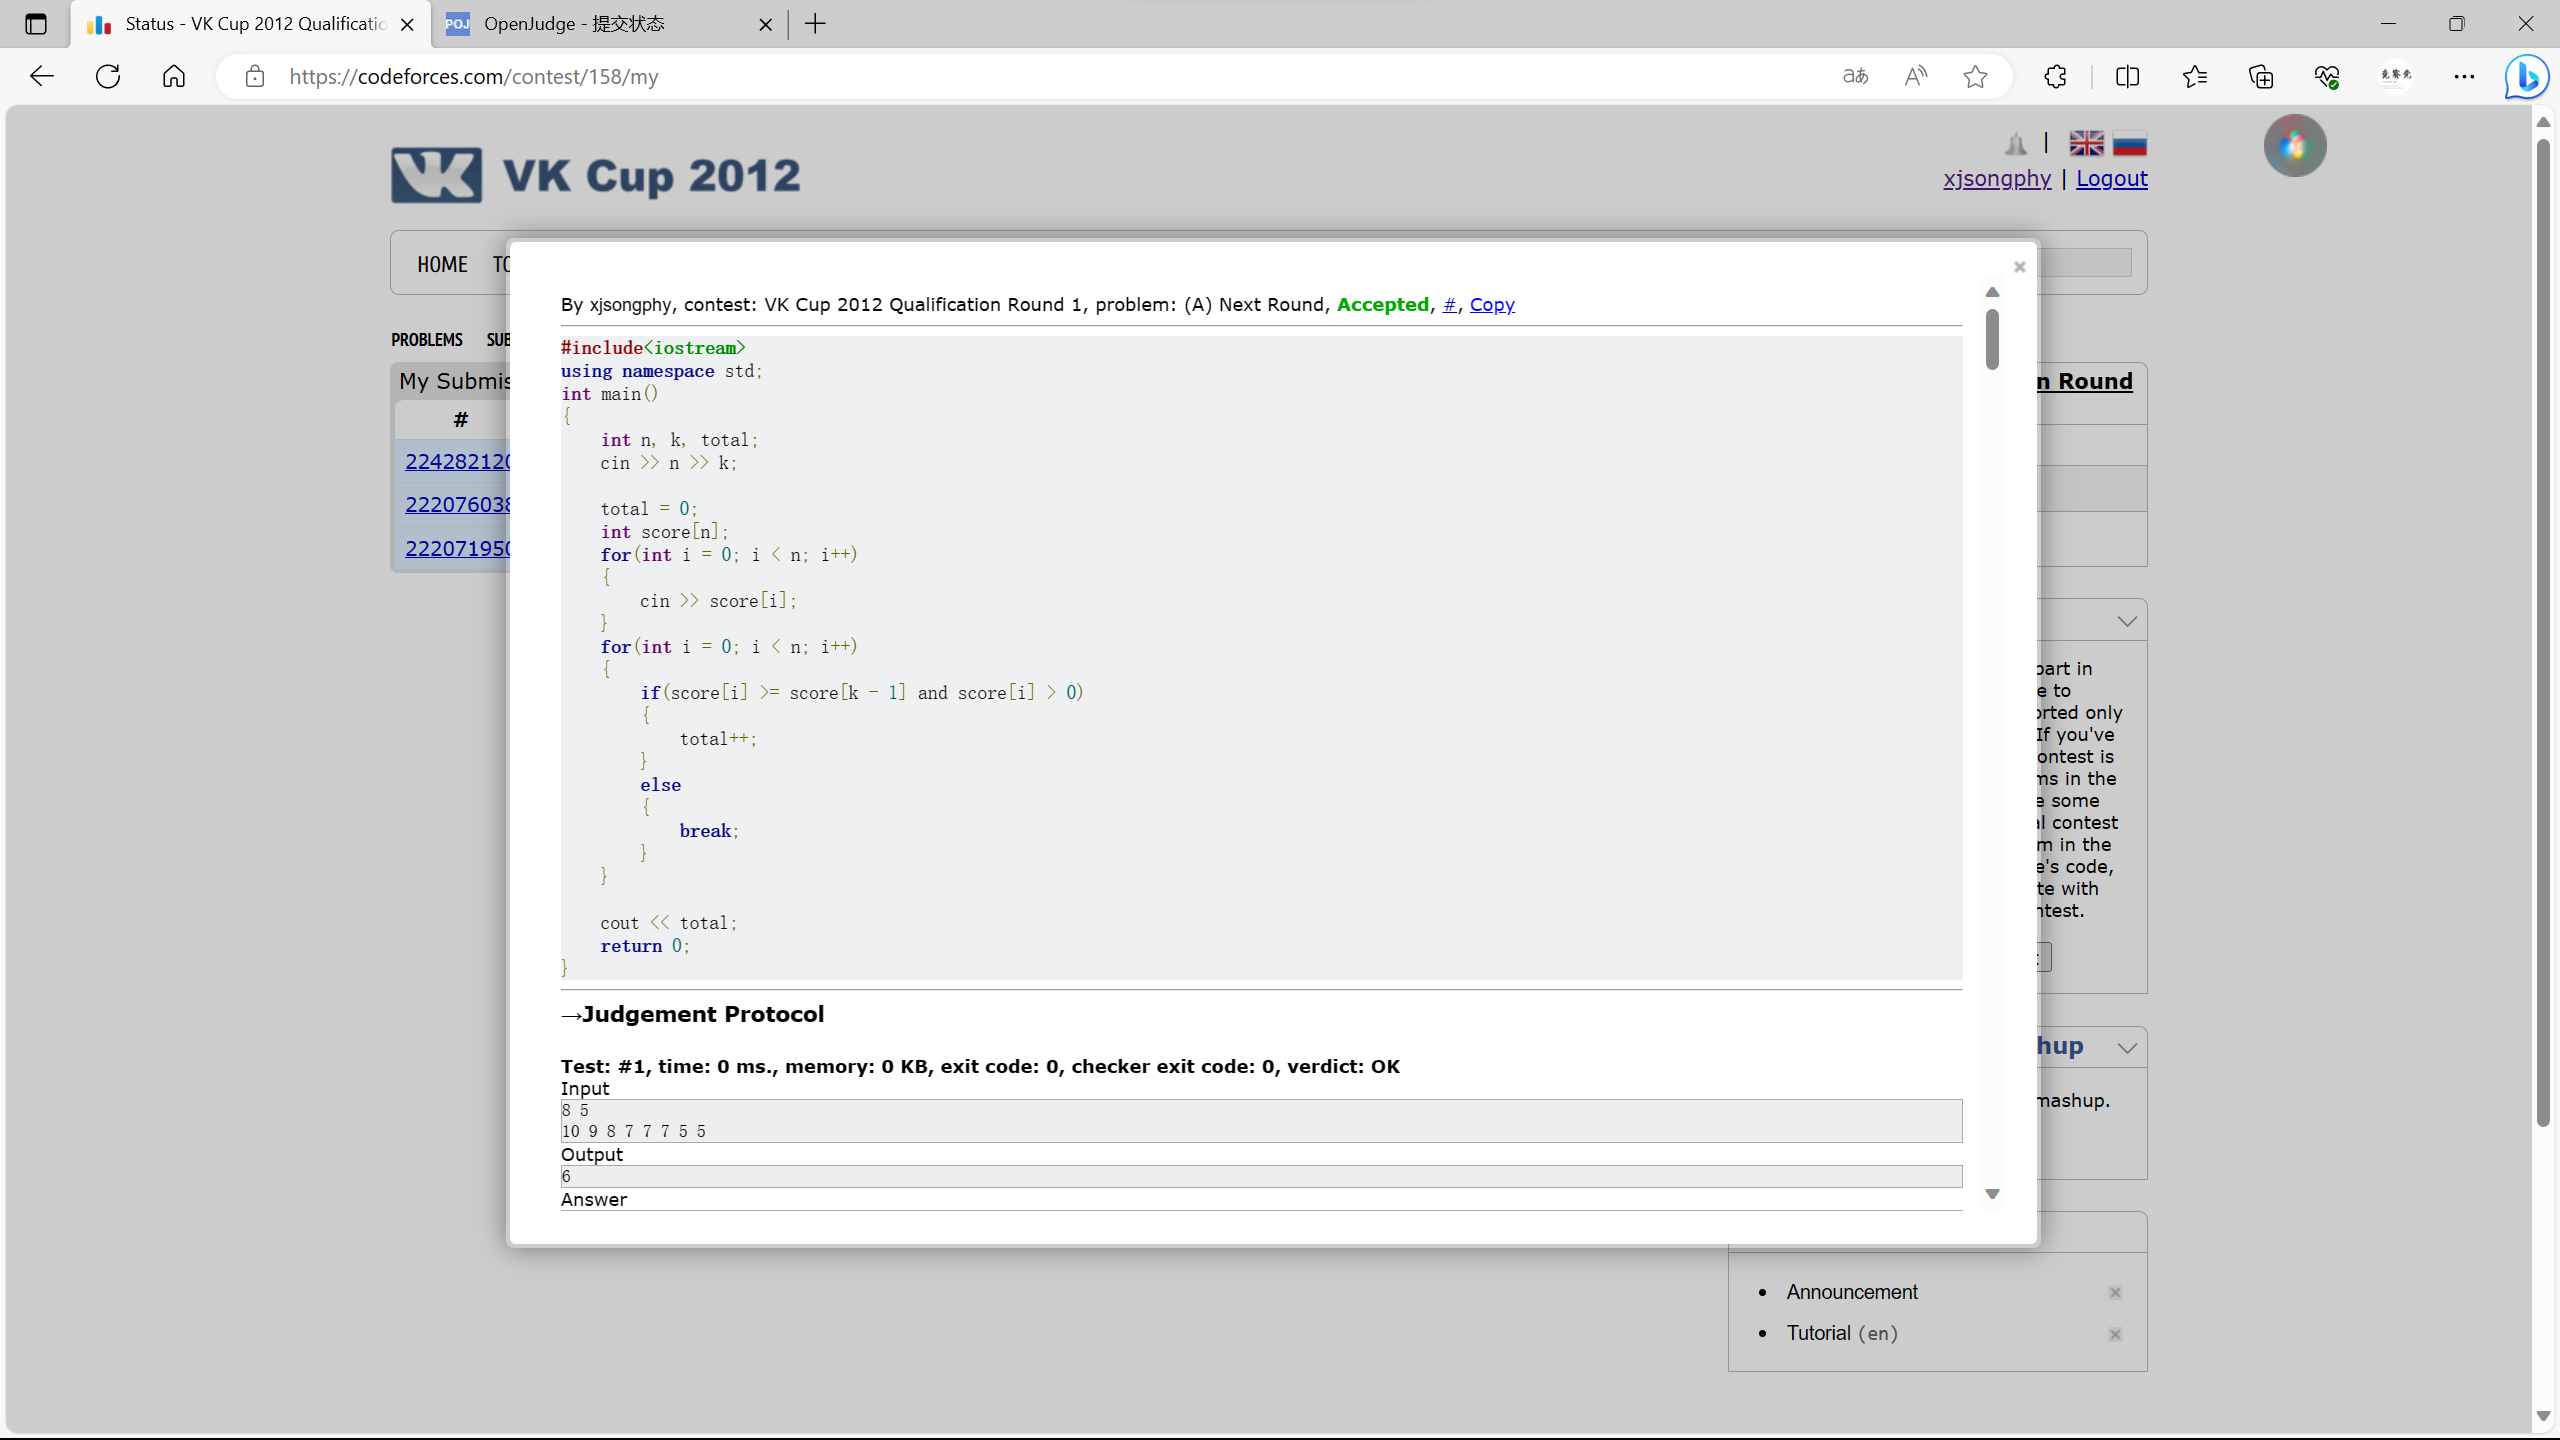 Status - VK Cup 2012 Qualificatio
OpenJudge - 提交状态
https://codeforces.com/contest/158/my
VK Cup 2012
xjsongphy | Logout
HOME TO
PROBLEMS SUB
By xjsongphy, contest: VK Cup 2012 Qualification Round 1, problem: (A) Next Round, Accepted, #, Copy
#include<iostream>
using namespace std;
int main()
{
    int n, k, total;
    cin >> n >> k;
    total = 0;
    int score[n];
    for(int i = 0; i < n; i++)
    {
        cin >> score[i];
    }
    for(int i = 0; i < n; i++)
    {
        if(score[i] >= score[k - 1] and score[i] > 0)
        {
            total++;
        }
        else
        {
            break;
        }
    }
    cout << total;
    return 0;
}
→Judgement Protocol
Test: #1, time: 0 ms., memory: 0 KB, exit code: 0, checker exit code: 0, verdict: OK
Input
8 5
10 9 8 7 7 7 5 5
Output
6
Answer
My Submis
#
224282120
222076038
222071950
n Round
part in
e to
orted only
If you've
ontest is
ms in the
e some
al contest
m in the
e's code,
te with
ntest.
hup
mashup.
Announcement
Tutorial (en)